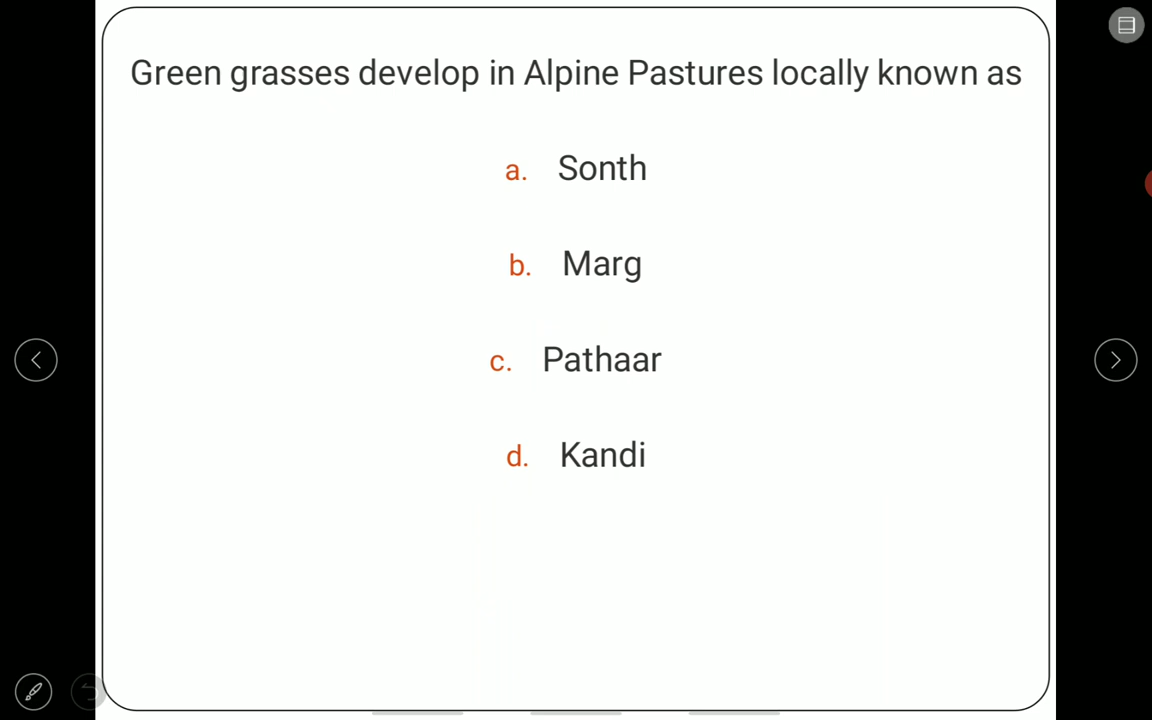 Green grasses develop in Alpine Pastures locally known as
a. Sonth
b. Marg
c. Pathaar
d. Kandi